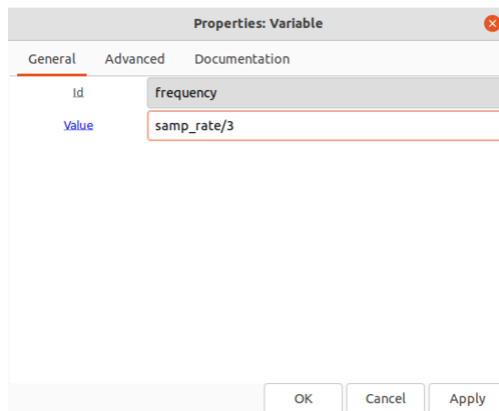 Properties: Variable
General Advanced Documentation
Id frequency
Value samp_rate/3
OK Cancel Apply